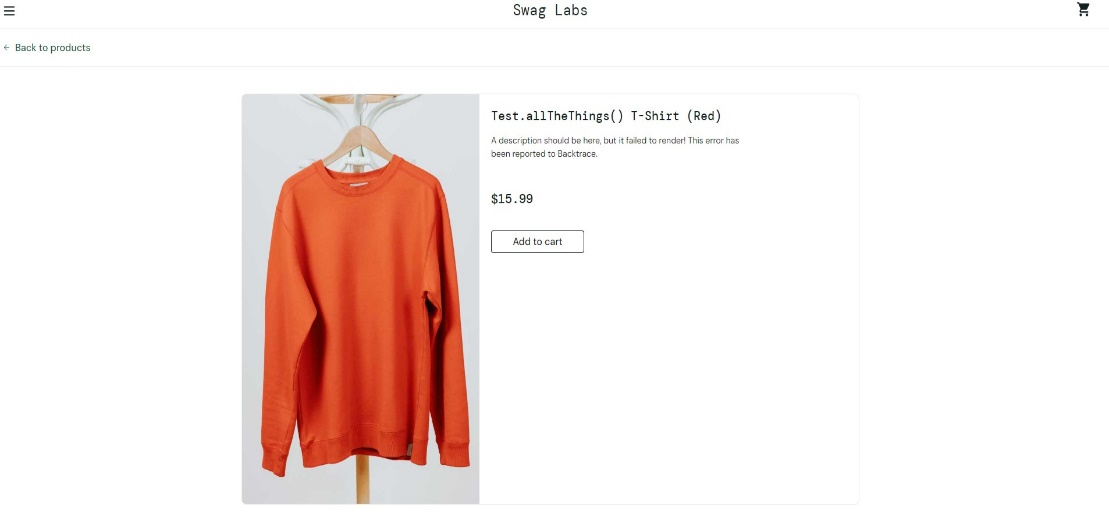 Swag Labs
Back to products
Test.allTheThings() T-Shirt (Red)
A description should be here, but it failed to render! This error has
been reported to Backtrace.
$15.99
Add to cart